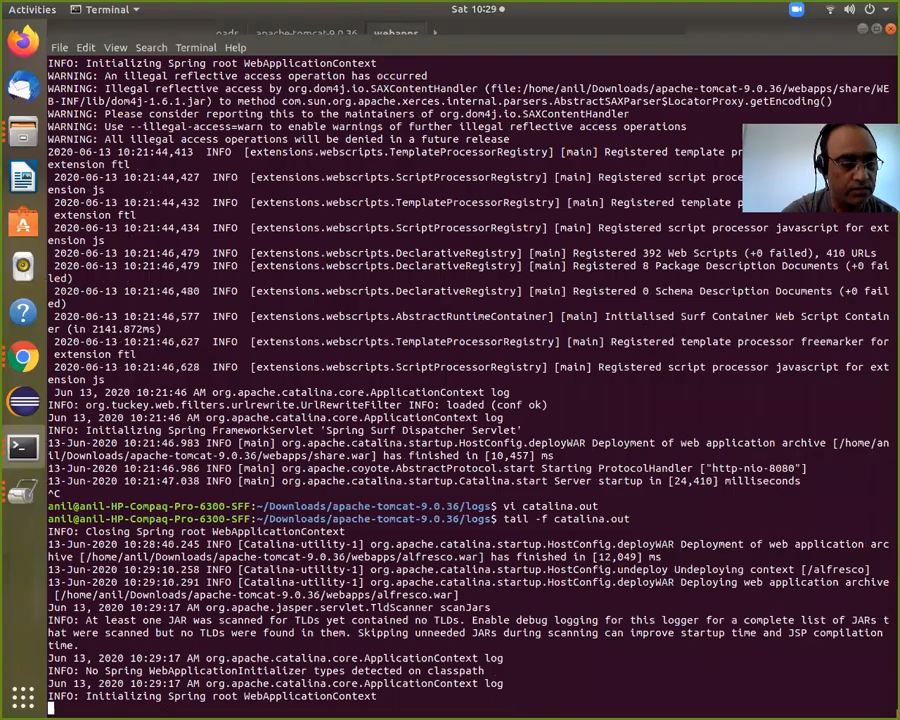 Activities Terminal Sat 10:29
apache-tomcat-9.0.36 webapps
File Edit View Search Terminal Help
INFO: Initializing Spring root WebApplicationContext
WARNING: An illegal reflective access operation has occurred
WARNING: Illegal reflective access by org.dom4j.io.SAXContentHandler (file:/home/anil/Downloads/apache-tomcat-9.0.36/webapps/share/WE
B-INF/lib/dom4j-1.6.1.jar) to method com.sun.org.apache.xerces.internal.parsers.AbstractSAXParser$LocatorProxy.getEncoding()
WARNING: Please consider reporting this to the maintainers of org.dom4j.io.SAXContentHandler
WARNING: Use --illegal-access=warn to enable warnings of further illegal reflective access operations
WARNING: All illegal access operations will be denied in a future release
2020-06-13 10:21:44,413 INFO [extensions.webscripts.TemplateProcessorRegistry] [main] Registered template pr
extension ftl
2020-06-13 10:21:44,427 INFO [extensions.webscripts.ScriptProcessorRegistry] [main] Registered script proce
ension js
2020-06-13 10:21:44,432 INFO [extensions.webscripts.TemplateProcessorRegistry] [main] Registered template p
extension ftl
2020-06-13 10:21:44,434 INFO [extensions.webscripts.ScriptProcessorRegistry] [main] Registered script processor javascript for ext
ension js
2020-06-13 10:21:46,479 INFO [extensions.webscripts.DeclarativeRegistry] [main] Registered 392 Web Scripts (+0 failed), 410 URLs
2020-06-13 10:21:46,479 INFO [extensions.webscripts.DeclarativeRegistry] [main] Registered 8 Package Description Documents (+0 fai
led)
2020-06-13 10:21:46,480 INFO [extensions.webscripts.DeclarativeRegistry] [main] Registered 0 Schema Description Documents (+0 fail
ed)
2020-06-13 10:21:46,577 INFO [extensions.webscripts.AbstractRuntimeContainer] [main] Initialised Surf Container Web Script Contain
er (in 2141.872ms)
2020-06-13 10:21:46,627 INFO [extensions.webscripts.TemplateProcessorRegistry] [main] Registered template processor freemarker for
extension ftl
2020-06-13 10:21:46,628 INFO [extensions.webscripts.ScriptProcessorRegistry] [main] Registered script processor javascript for ext
ension js
Jun 13, 2020 10:21:46 AM org.apache.catalina.core.ApplicationContext log
INFO: org.tuckey.web.filters.urlrewrite.UrlRewriteFilter INFO: loaded (conf ok)
Jun 13, 2020 10:21:46 AM org.apache.catalina.core.ApplicationContext log
INFO: Initializing Spring FrameworkServlet 'Spring Surf Dispatcher Servlet'
13-Jun-2020 10:21:46.983 INFO [main] org.apache.catalina.startup.HostConfig.deployWAR Deployment of web application archive [/home/an
il/Downloads/apache-tomcat-9.0.36/webapps/share.war] has finished in [10,457] ms
13-Jun-2020 10:21:46.986 INFO [main] org.apache.coyote.AbstractProtocol.start Starting ProtocolHandler ["http-nio-8080"]
13-Jun-2020 10:21:47.038 INFO [main] org.apache.catalina.startup.Catalina.start Server startup in [24,410] milliseconds
^C
anil@anil-HP-Compaq-Pro-6300-SFF:~/Downloads/apache-tomcat-9.0.36/logs$ vi catalina.out
anil@anil-HP-Compaq-Pro-6300-SFF:~/Downloads/apache-tomcat-9.0.36/logs$ tail -f catalina.out
INFO: Closing Spring root WebApplicationContext
13-Jun-2020 10:28:40.245 INFO [Catalina-utility-1] org.apache.catalina.startup.HostConfig.deployWAR Deployment of web application arc
hive [/home/anil/Downloads/apache-tomcat-9.0.36/webapps/alfresco.war] has finished in [12,049] ms
13-Jun-2020 10:29:10.258 INFO [Catalina-utility-1] org.apache.catalina.startup.HostConfig.undeploy Undeploying context [/alfresco]
13-Jun-2020 10:29:10.291 INFO [Catalina-utility-1] org.apache.catalina.startup.HostConfig.deployWAR Deploying web application archive
[/home/anil/Downloads/apache-tomcat-9.0.36/webapps/alfresco.war]
Jun 13, 2020 10:29:17 AM org.apache.jasper.servlet.TldScanner scanJars
INFO: At least one JAR was scanned for TLDs yet contained no TLDs. Enable debug logging for this logger for a complete list of JARs t
hat were scanned but no TLDs were found in them. Skipping unneeded JARs during scanning can improve startup time and JSP compilation
time.
Jun 13, 2020 10:29:17 AM org.apache.catalina.core.ApplicationContext log
INFO: No Spring WebApplicationInitializer types detected on classpath
Jun 13, 2020 10:29:17 AM org.apache.catalina.core.ApplicationContext log
INFO: Initializing Spring root WebApplicationContext